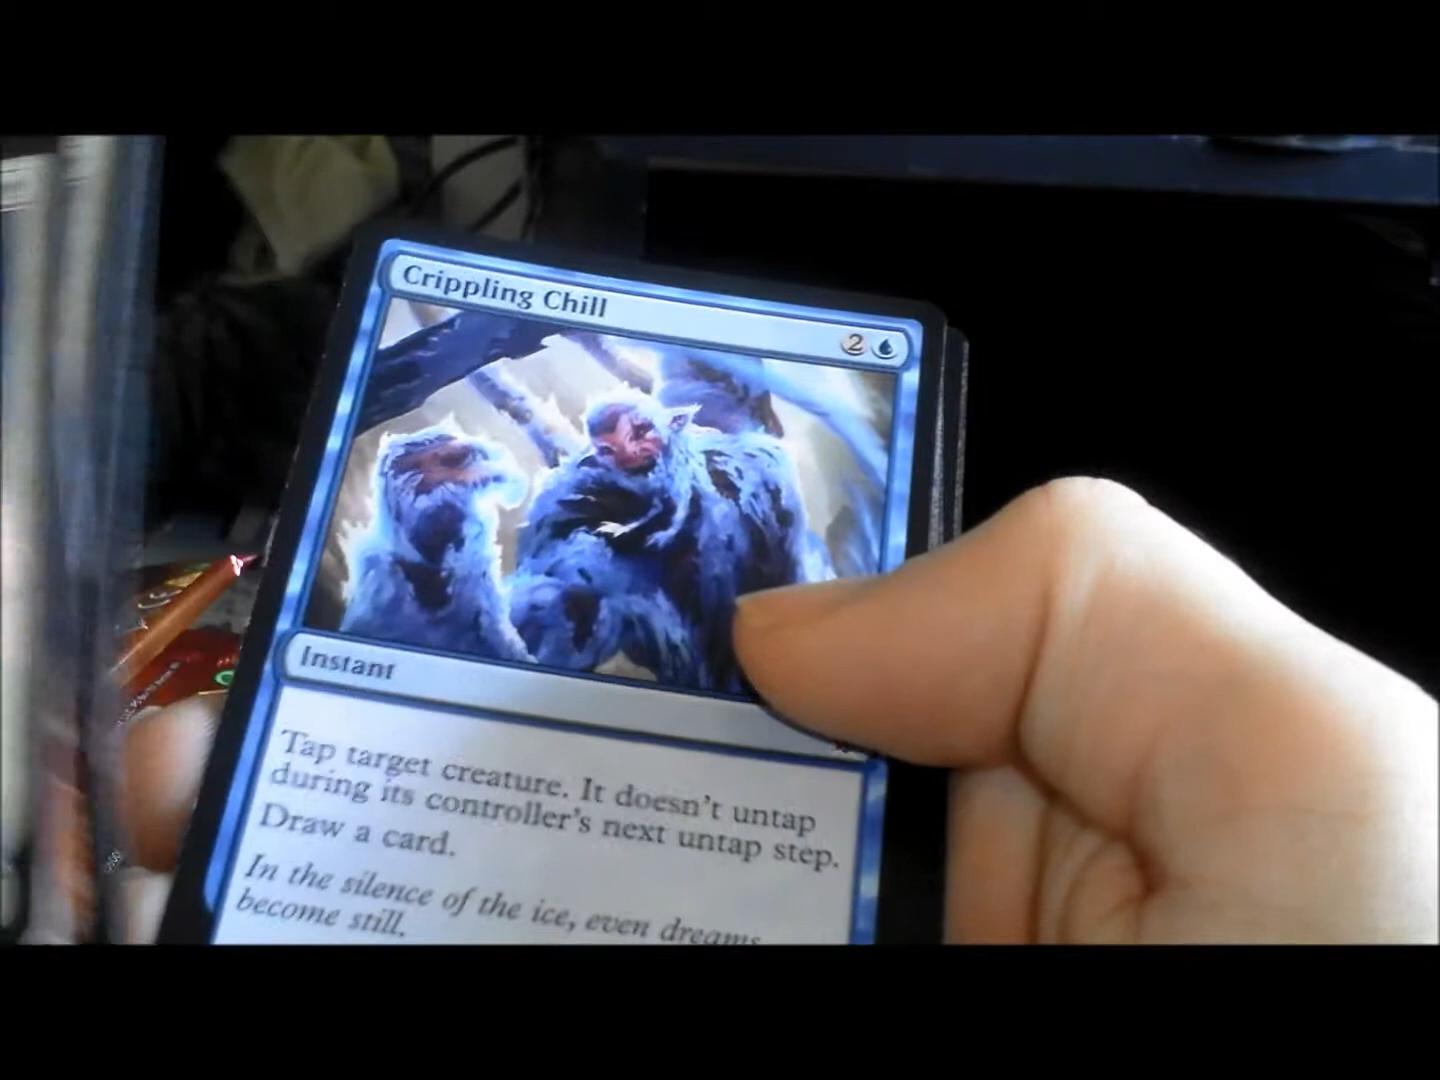 Crippling Chill
2
Instant
Tap target creature. It doesn't untap
during its controller's next untap step.
Draw a card.
In the silence of the ice, even dreams
become still.